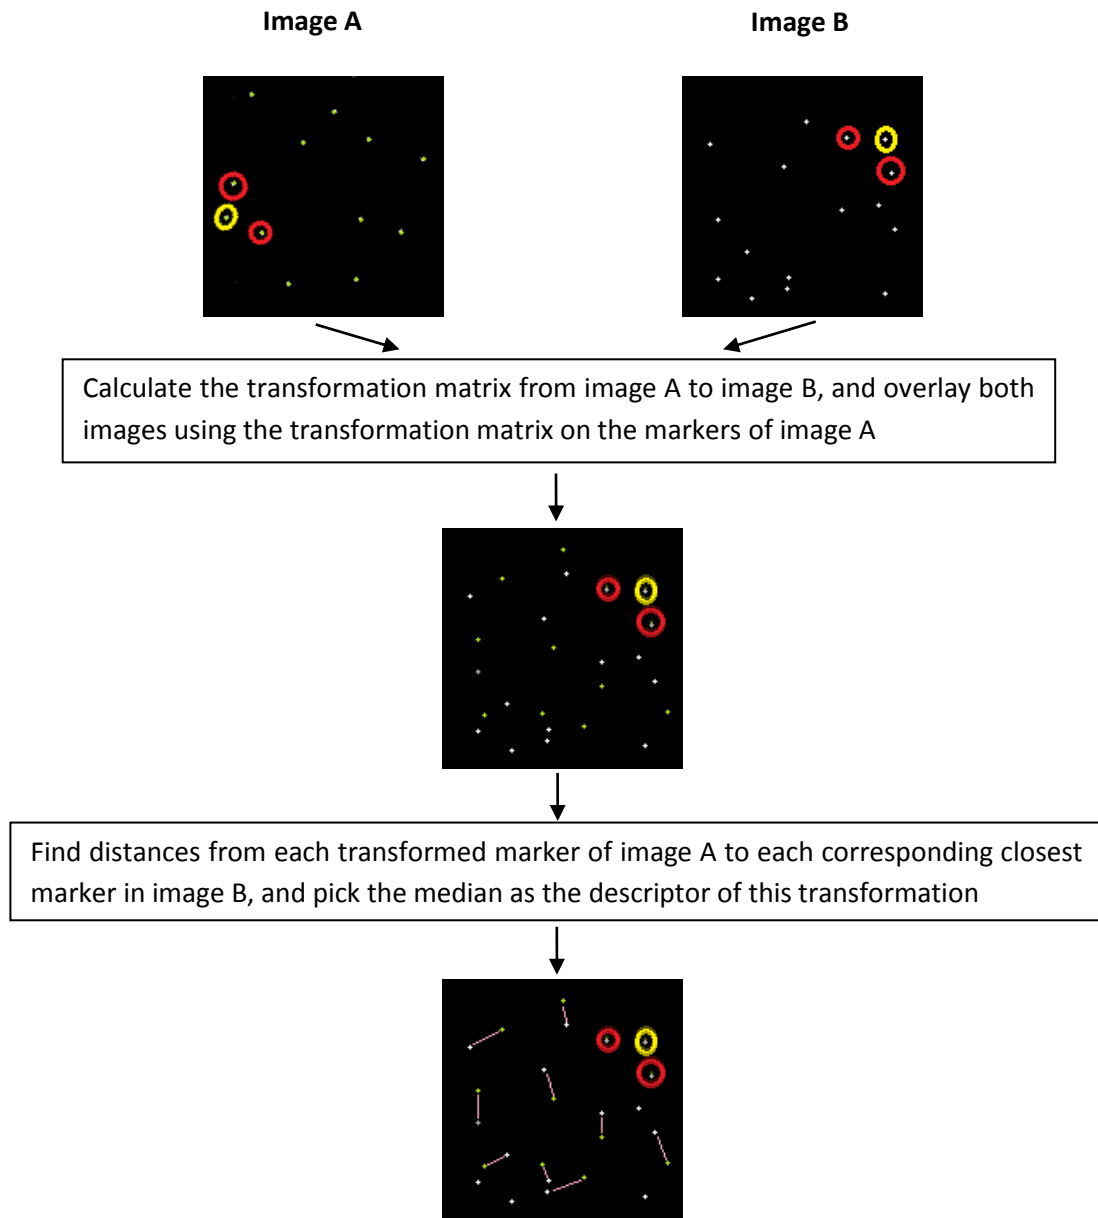 Image A
Image B
Calculate the transformation matrix from image A to image B, and overlay both
images using the transformation matrix on the markers of image A
Find distances from each transformed marker of image A to each corresponding closest
marker in image B, and pick the median as the descriptor of this transformation